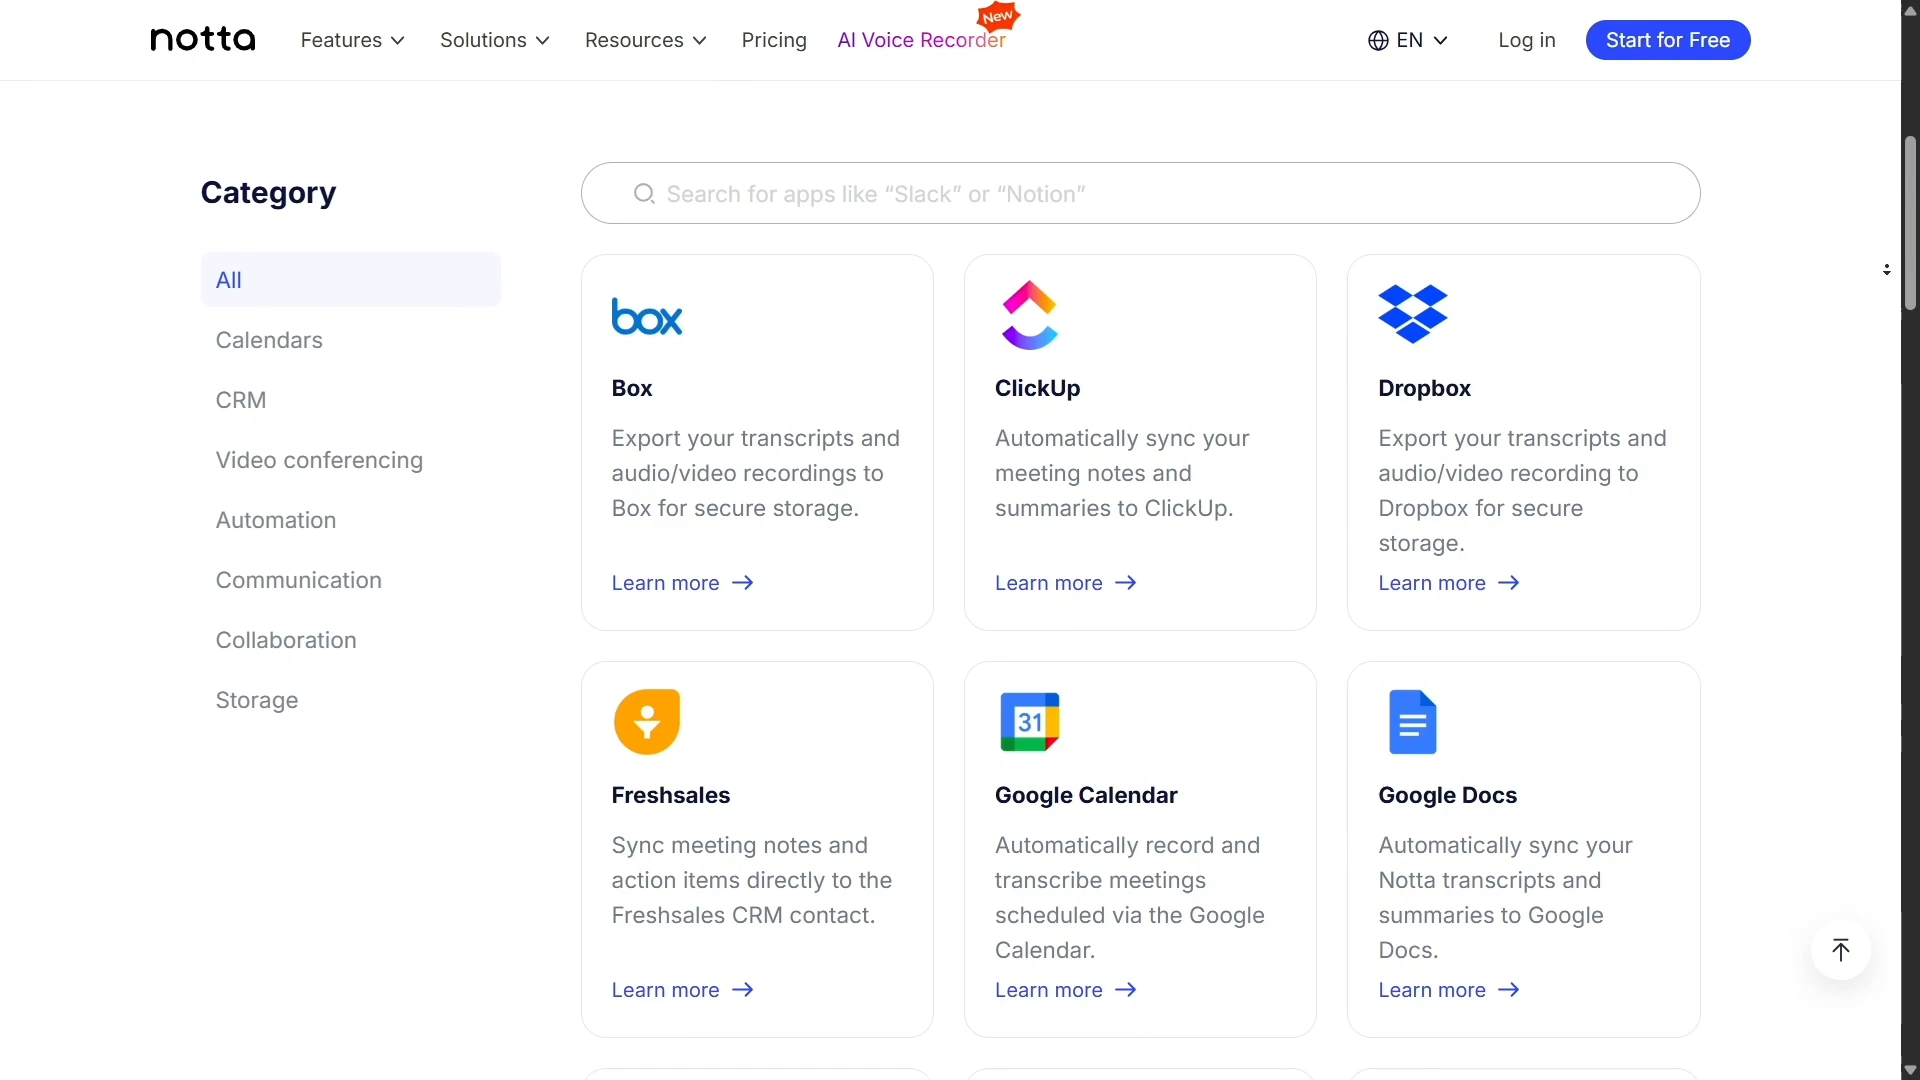 notta
Features
Solutions
Resources
Pricing
AI Voice Recorder
New
EN
Log in
Start for Free
Category
All
Calendars
CRM
Video conferencing
Automation
Communication
Collaboration
Storage
Search for apps like “Slack” or “Notion”
box
Box
Export your transcripts and
audio/video recordings to
Box for secure storage.
Learn more
ClickUp
Automatically sync your
meeting notes and
summaries to ClickUp.
Learn more
Dropbox
Export your transcripts and
audio/video recording to
Dropbox for secure
storage.
Learn more
Freshsales
Sync meeting notes and
action items directly to the
Freshsales CRM contact.
Learn more
31
Google Calendar
Automatically record and
transcribe meetings
scheduled via the Google
Calendar.
Learn more
Google Docs
Automatically sync your
Notta transcripts and
summaries to Google
Docs.
Learn more